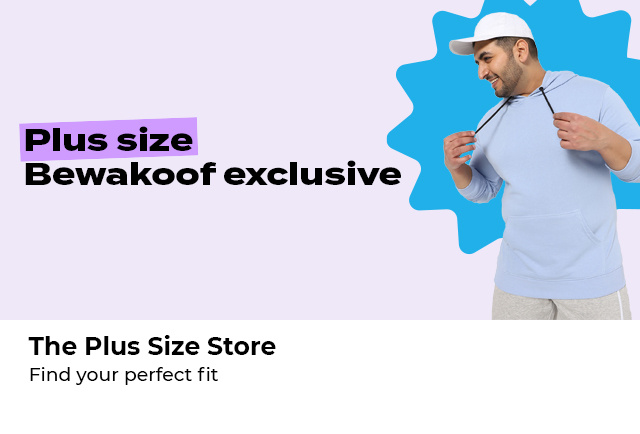 Plus size
Bewakoof exclusive
The Plus Size Store
Find your perfect fit